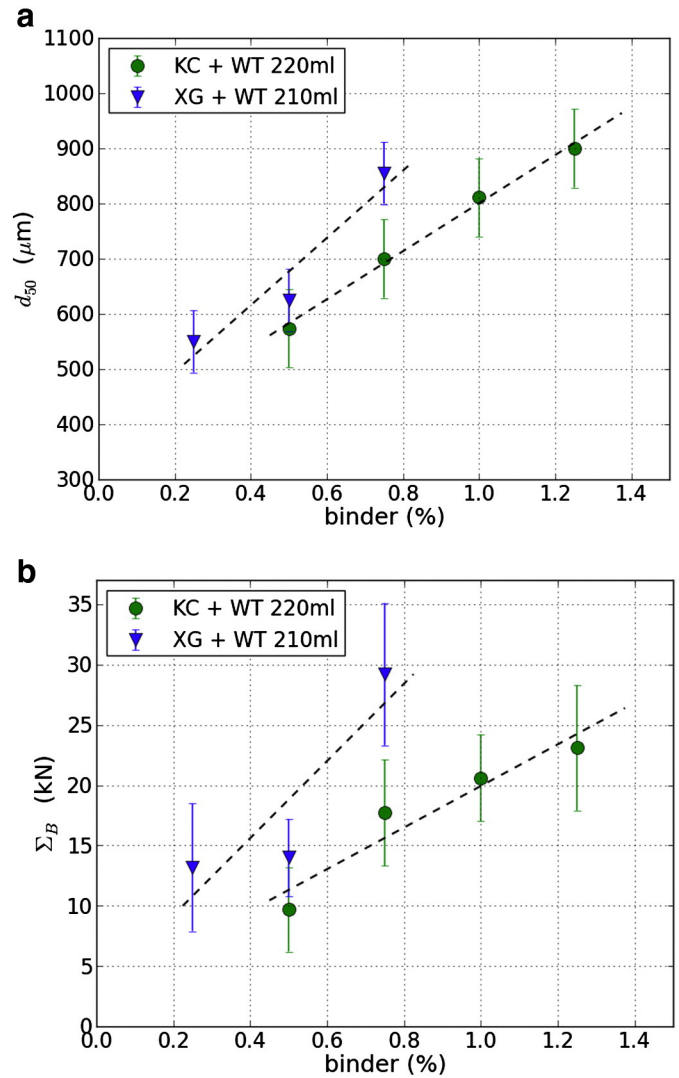 a
1100
1000
900
800
700
600
500
400
300
d50 (μm)
KC + WT 220ml
XG + WT 210ml
0.0 0.2 0.4 0.6 0.8 1.0 1.2 1.4
binder (%)
b
35
30
25
20
15
10
5
0
ΣB (kN)
KC + WT 220ml
XG + WT 210ml
0.0 0.2 0.4 0.6 0.8 1.0 1.2 1.4
binder (%)